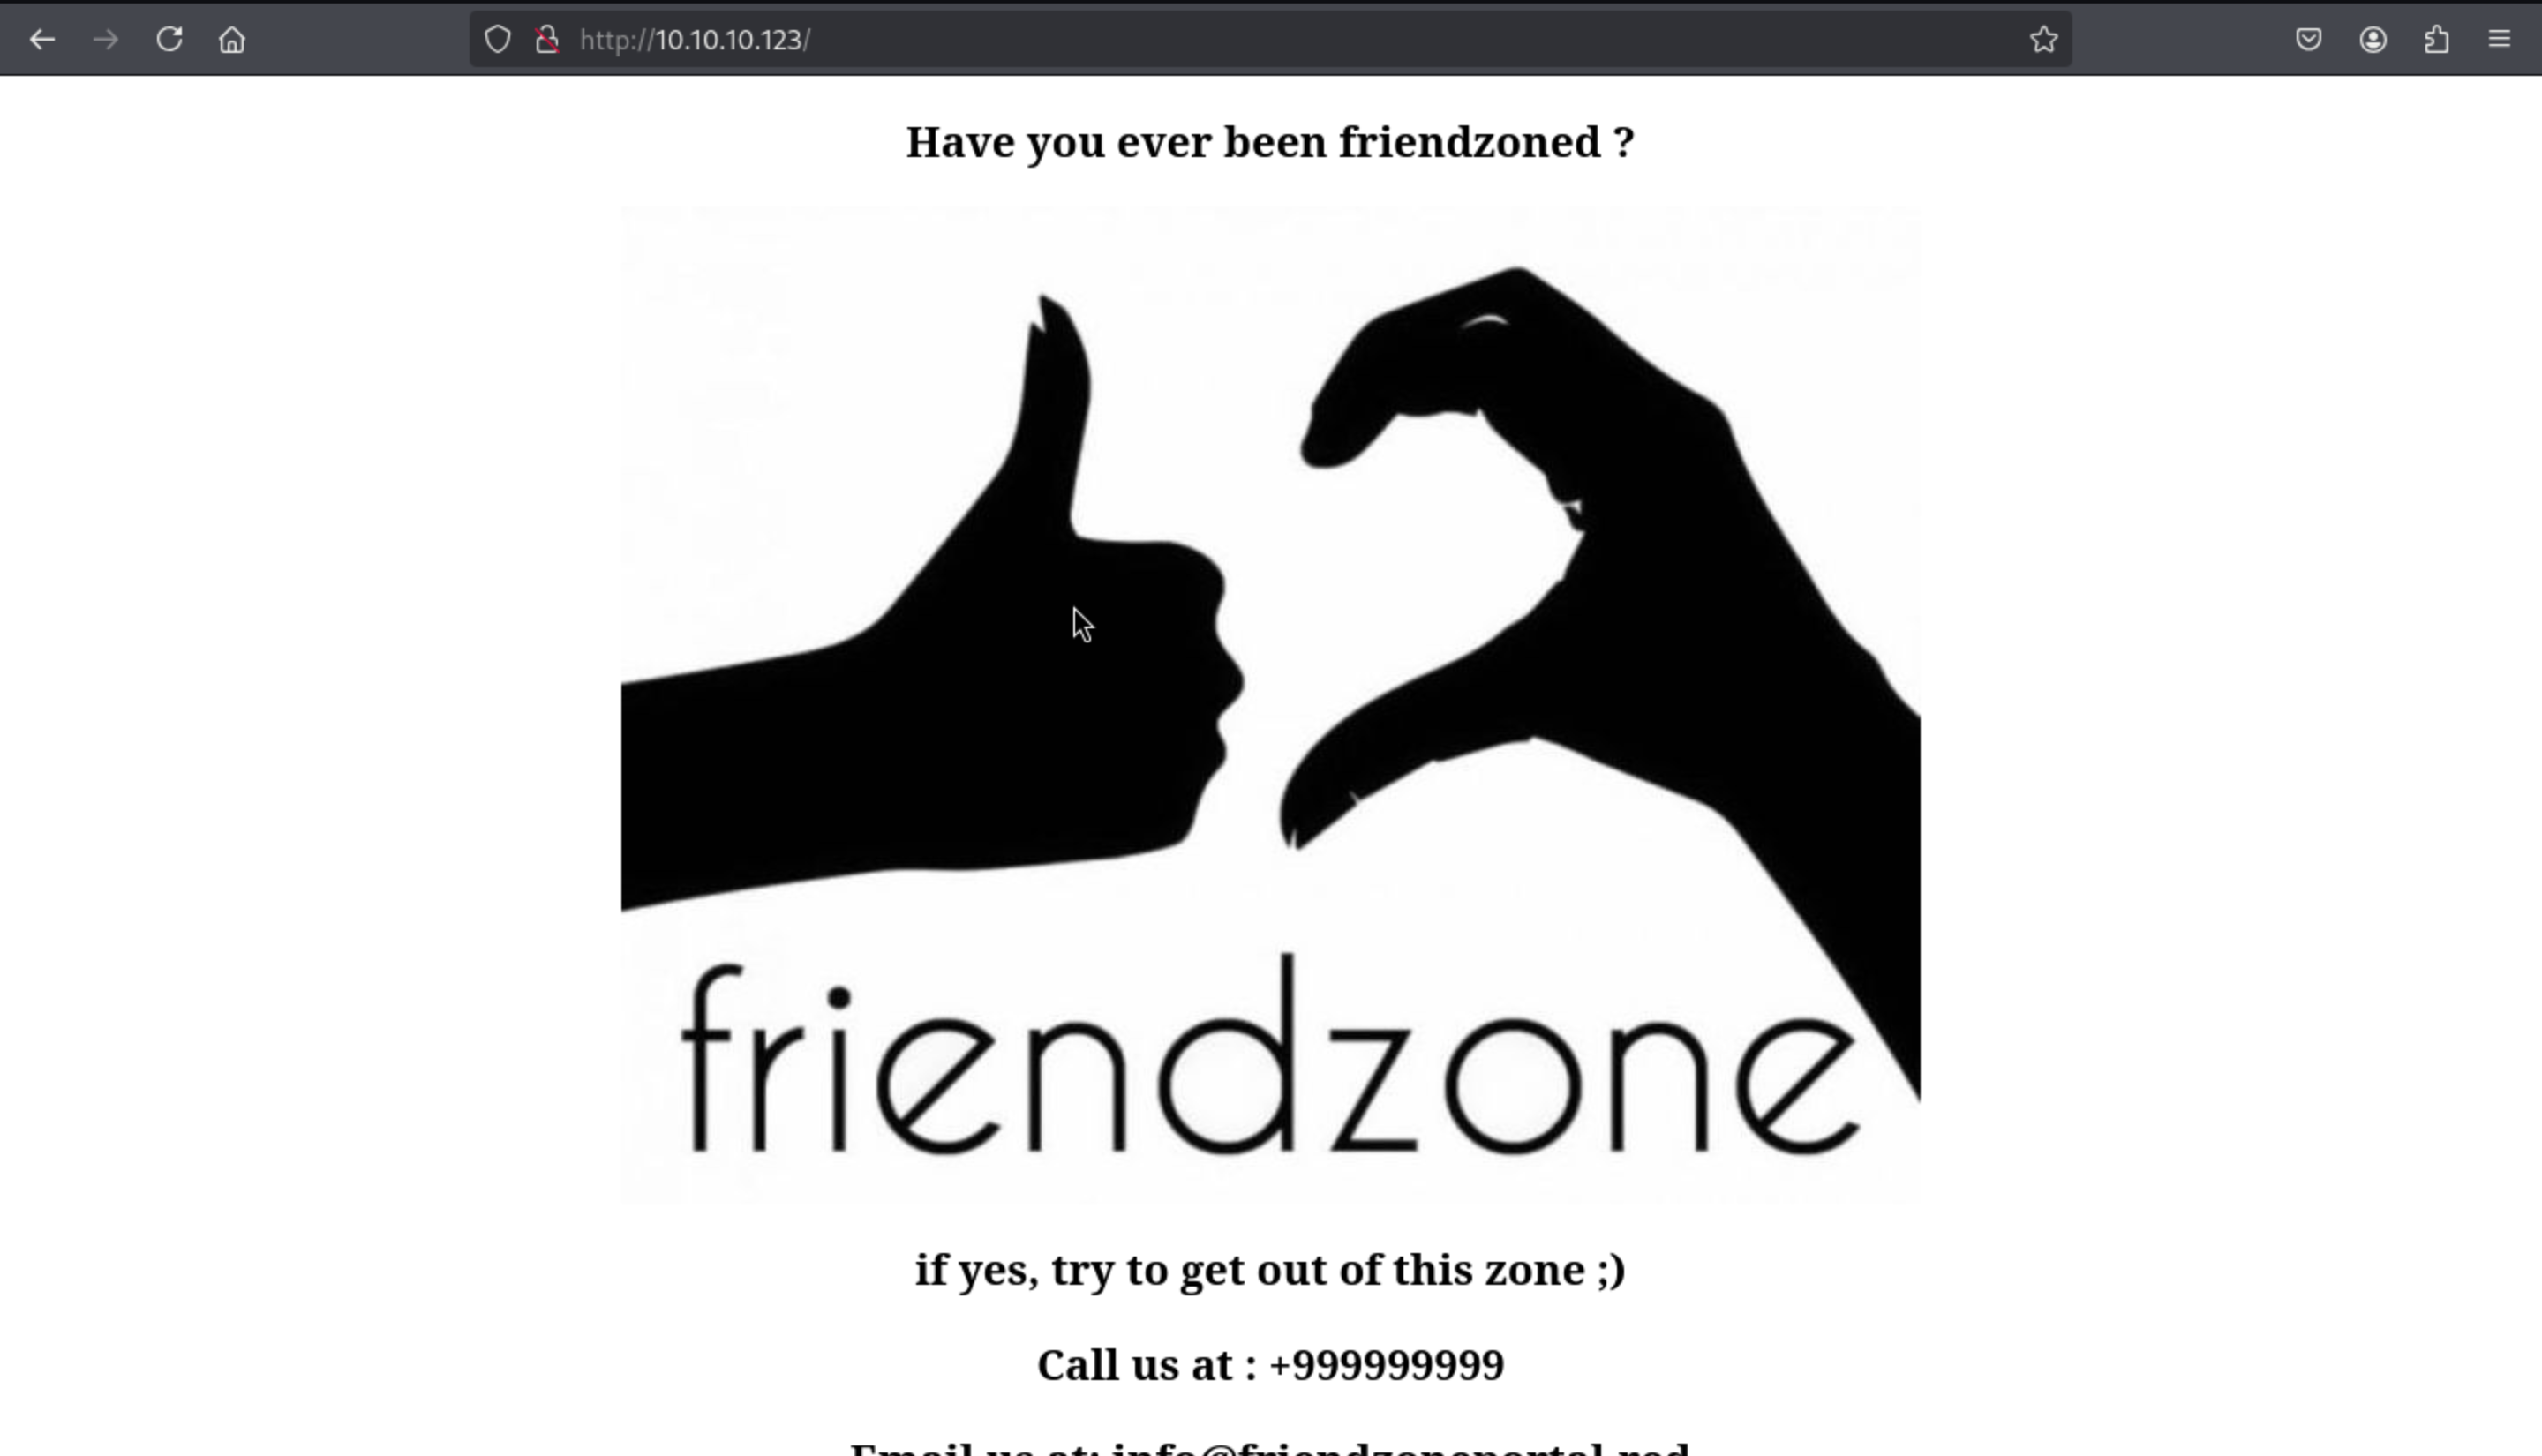 http://10.10.10.123/
Have you ever been friendzoned ?
friendzone
if yes, try to get out of this zone ;)
Call us at : +999999999
Email us at: info@friendzoneportal.red